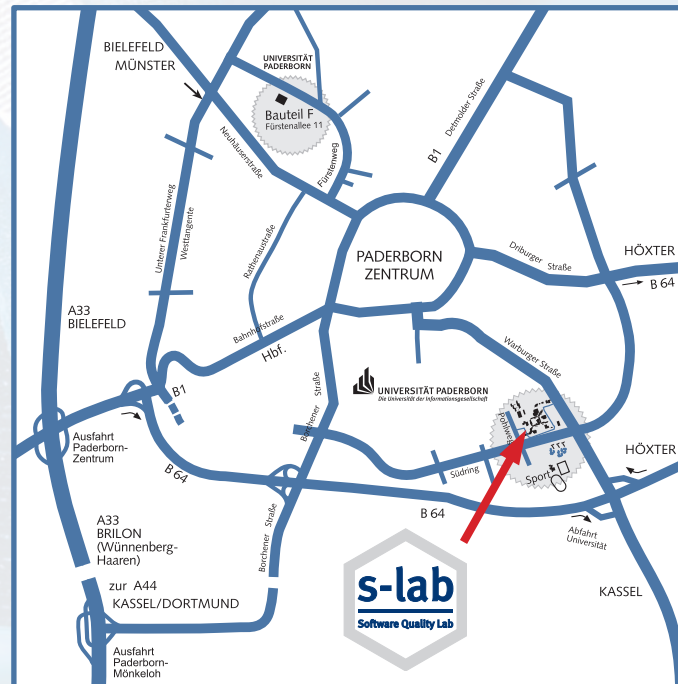 BIELEFELD
MÜNSTER
UNIVERSITÄT
PADERBORN
Bauteil F
Fürstenallee 11
Neuhäuserstraße
Fürstenweg
B1
Detmolder Straße
Unterer Frankfurterweg
Westtangente
Rathenaustraße
PADERBORN
ZENTRUM
Driburger Straße
HÖXTER
B 64
A33
BIELEFELD
Bahnhofstraße
Hbf.
Warburger Straße
B1
Borchener Straße
UNIVERSITÄT PADERBORN
Die Universität der Informationsgesellschaft
Pohlweg
Ausfahrt
Paderborn-
Zentrum
B 64
Südring
Sport
HÖXTER
B 64
Abfahrt
Universität
A33
BRILON
(Wünnenberg-
Haaren)
Borchener Straße
zur A44
KASSEL/DORTMUND
s-lab
Software Quality Lab
KASSEL
Ausfahrt
Paderborn-
Mönkeloh